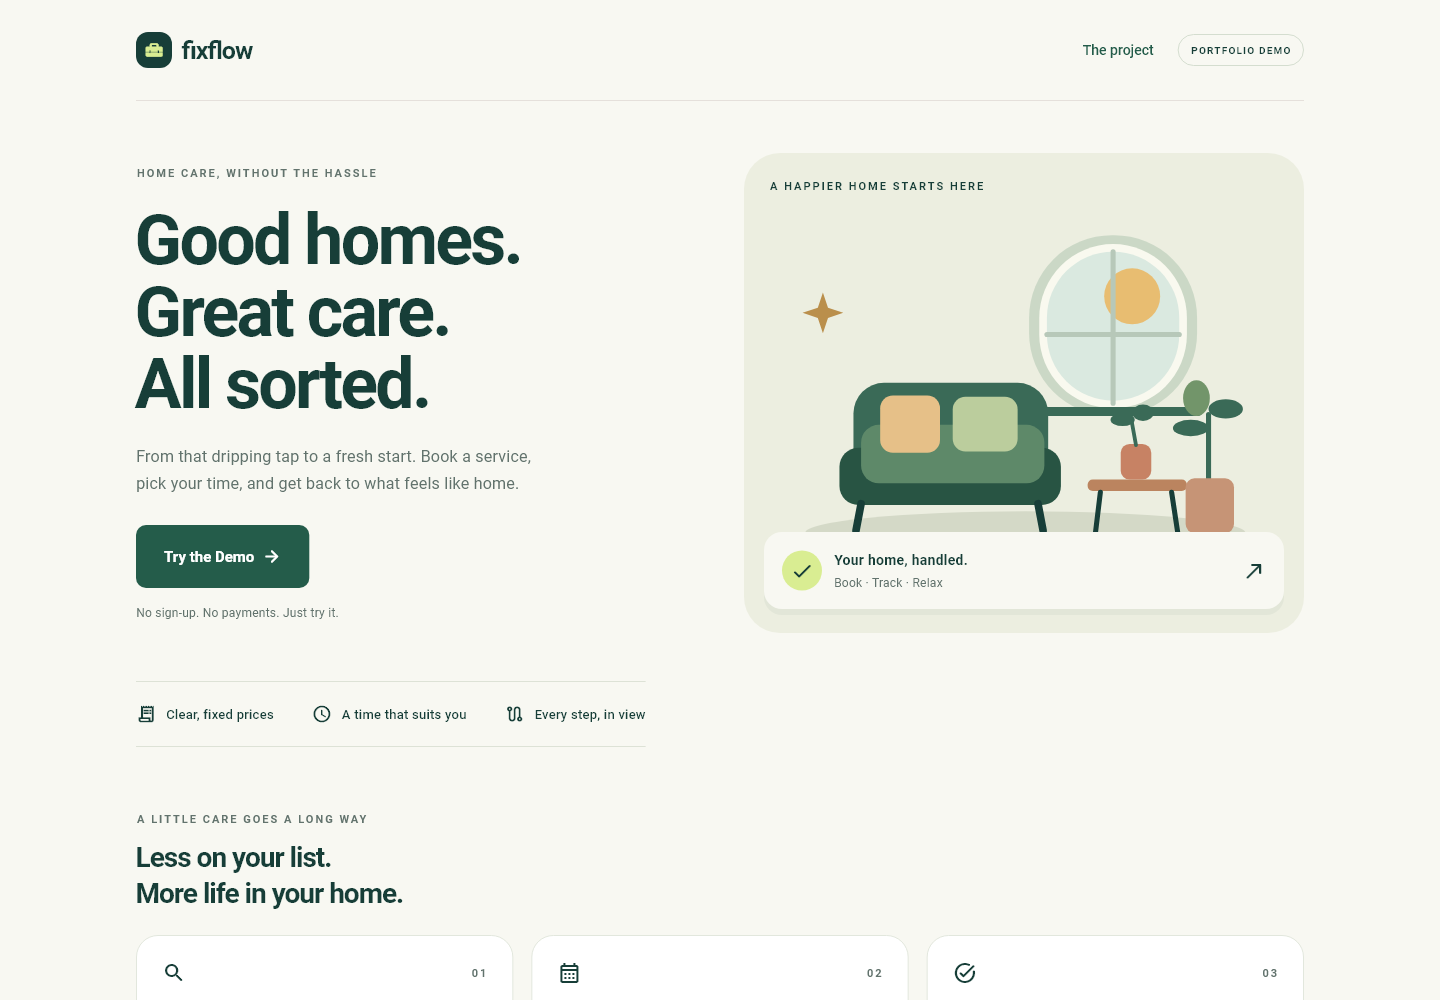 fixflow
The project
PORTFOLIO DEMO
HOME CARE, WITHOUT THE HASSLE
Good homes.
Great care.
All sorted.
From that dripping tap to a fresh start. Book a service,
pick your time, and get back to what feels like home.
Try the Demo
No sign-up. No payments. Just try it.
A HAPPIER HOME STARTS HERE
Your home, handled.
Book · Track · Relax
Clear, fixed prices
A time that suits you
Every step, in view
A LITTLE CARE GOES A LONG WAY
Less on your list.
More life in your home.
01
02
03